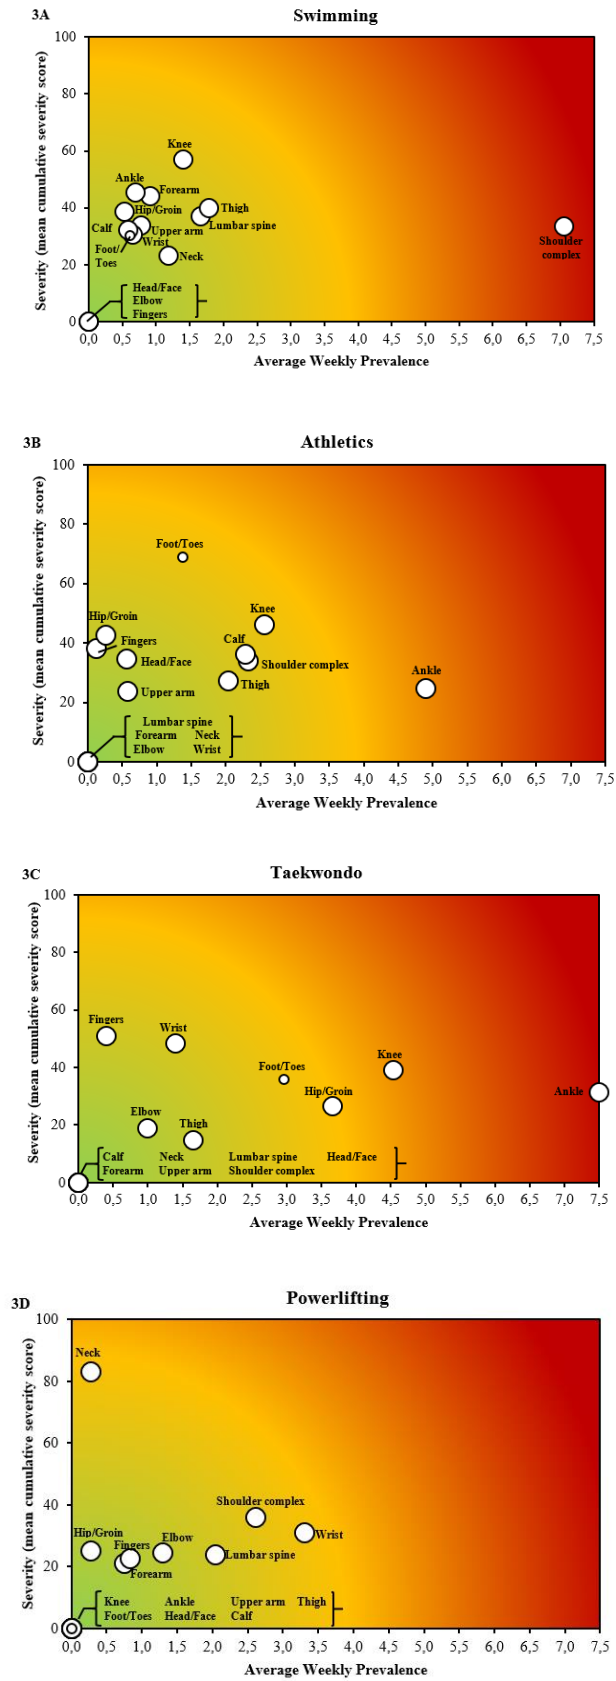 3A
Swimming
Severity (mean cumulative severity score)
100
80
60
40
20
0
Knee
Ankle
Forearm
Hip/Groin
Thigh
Calf
Upper arm
Lumbar spine
Foot/
Toes
Wrist
Neck
Shoulder
complex
Head/Face
Elbow
Fingers
0,0 0,5 1,0 1,5 2,0 2,5 3,0 3,5 4,0 4,5 5,0 5,5 6,0 6,5 7,0 7,5
Average Weekly Prevalence
3B
Athletics
Severity (mean cumulative severity score)
100
80
60
40
20
0
Foot/Toes
Hip/Groin
Knee
Fingers
Calf
Head/Face
Shoulder complex
Ankle
Thigh
Upper arm
Lumbar spine
Forearm Neck
Elbow Wrist
0,0 0,5 1,0 1,5 2,0 2,5 3,0 3,5 4,0 4,5 5,0 5,5 6,0 6,5 7,0 7,5
Average Weekly Prevalence
3C
Taekwondo
Severity (mean cumulative severity score)
100
80
60
40
20
0
Fingers
Wrist
Foot/Toes
Knee
Hip/Groin
Ankle
Elbow
Thigh
Calf Neck Lumbar spine Head/Face
Forearm Upper arm Shoulder complex
0,0 0,5 1,0 1,5 2,0 2,5 3,0 3,5 4,0 4,5 5,0 5,5 6,0 6,5 7,0 7,5
Average Weekly Prevalence
3D
Powerlifting
Severity (mean cumulative severity score)
100
80
60
40
20
0
Neck
Shoulder complex
Hip/Groin
Fingers
Elbow
Wrist
Lumbar spine
Forearm
Knee Ankle Upper arm Thigh
Foot/Toes Head/Face Calf
0,0 0,5 1,0 1,5 2,0 2,5 3,0 3,5 4,0 4,5 5,0 5,5 6,0 6,5 7,0 7,5
Average Weekly Prevalence